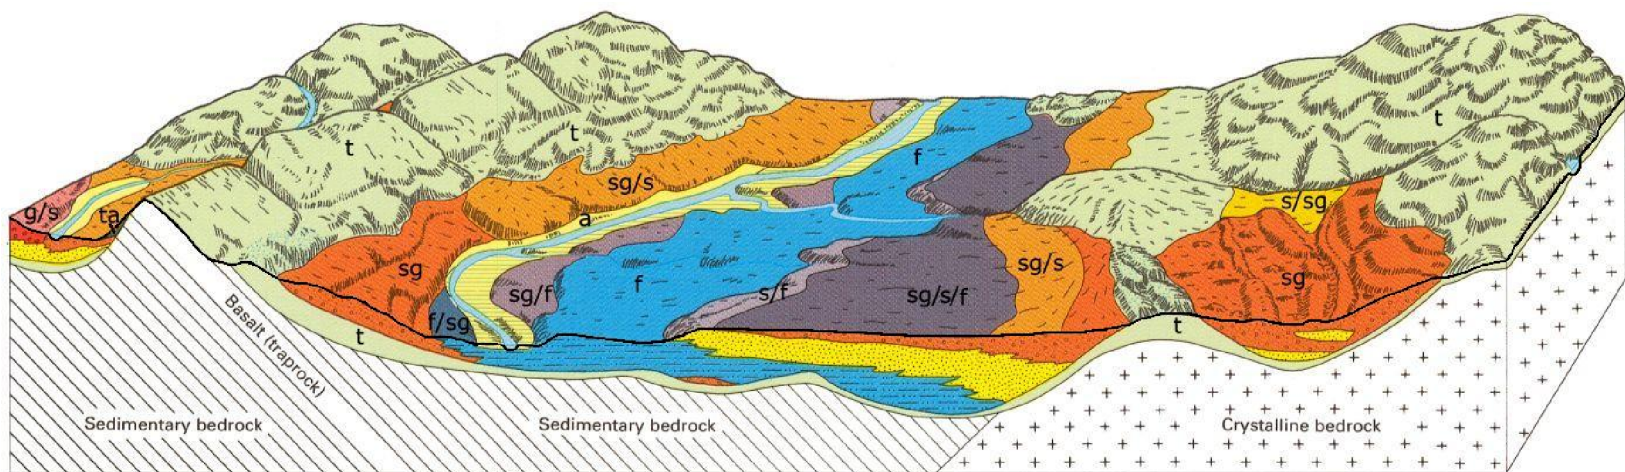 t
t
t
f
sg/s
g/s
ta
a
s/sg
sg
sg/f
f
s/f
sg/s/f
sg/s
sg
f/sg
t
t
Basalt (traprock)
Sedimentary bedrock
Sedimentary bedrock
Crystalline bedrock